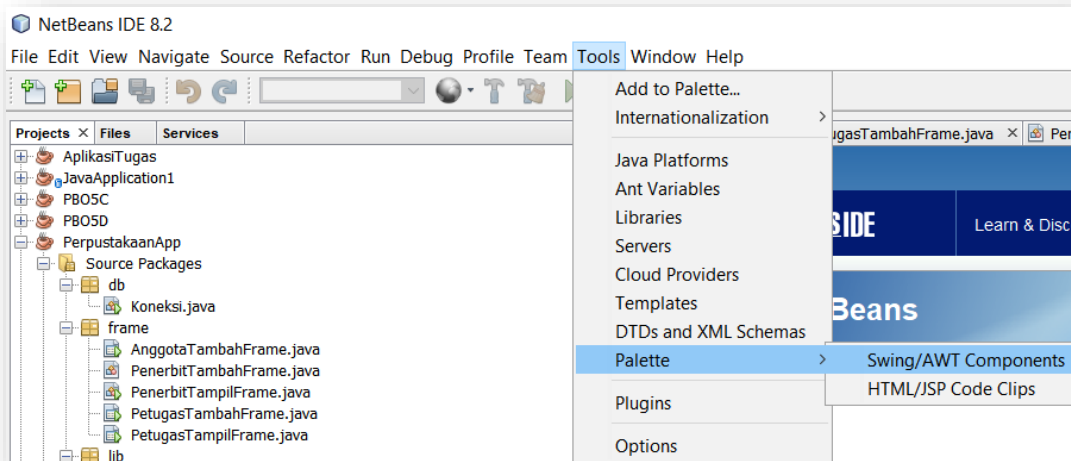 NetBeans IDE 8.2
File Edit View Navigate Source Refactor Run Debug Profile Team Tools Window Help
Projects Files Services
AplikasiTugas
JavaApplication1
PBO5C
PBO5D
PerpustakaanApp
Source Packages
db
Koneksi.java
frame
AnggotaTambahFrame.java
PenerbitTambahFrame.java
PenerbitTampilFrame.java
PetugasTambahFrame.java
PetugasTampilFrame.java
lib
Add to Palette...
Internationalization
Java Platforms
Ant Variables
Libraries
Servers
Cloud Providers
Templates
DTDs and XML Schemas
Palette
Plugins
Options
Swing/AWT Components
HTML/JSP Code Clips
ugasTambahFrame.java Per
IDE
Learn & Disc
Beans